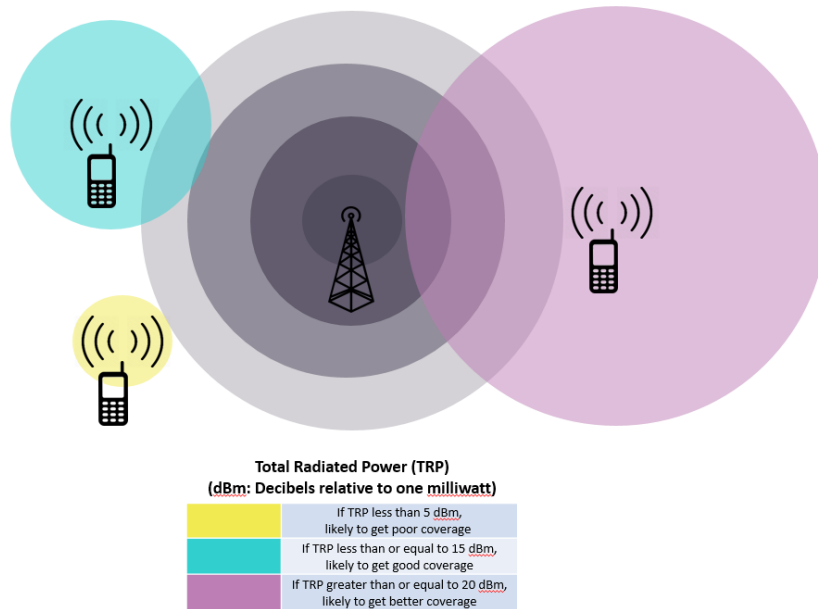 Total Radiated Power (TRP)
(dBm: Decibels relative to one milliwatt)
If TRP less than 5 dBm,
likely to get poor coverage
If TRP less than or equal to 15 dBm,
likely to get good coverage
If TRP greater than or equal to 20 dBm,
likely to get better coverage